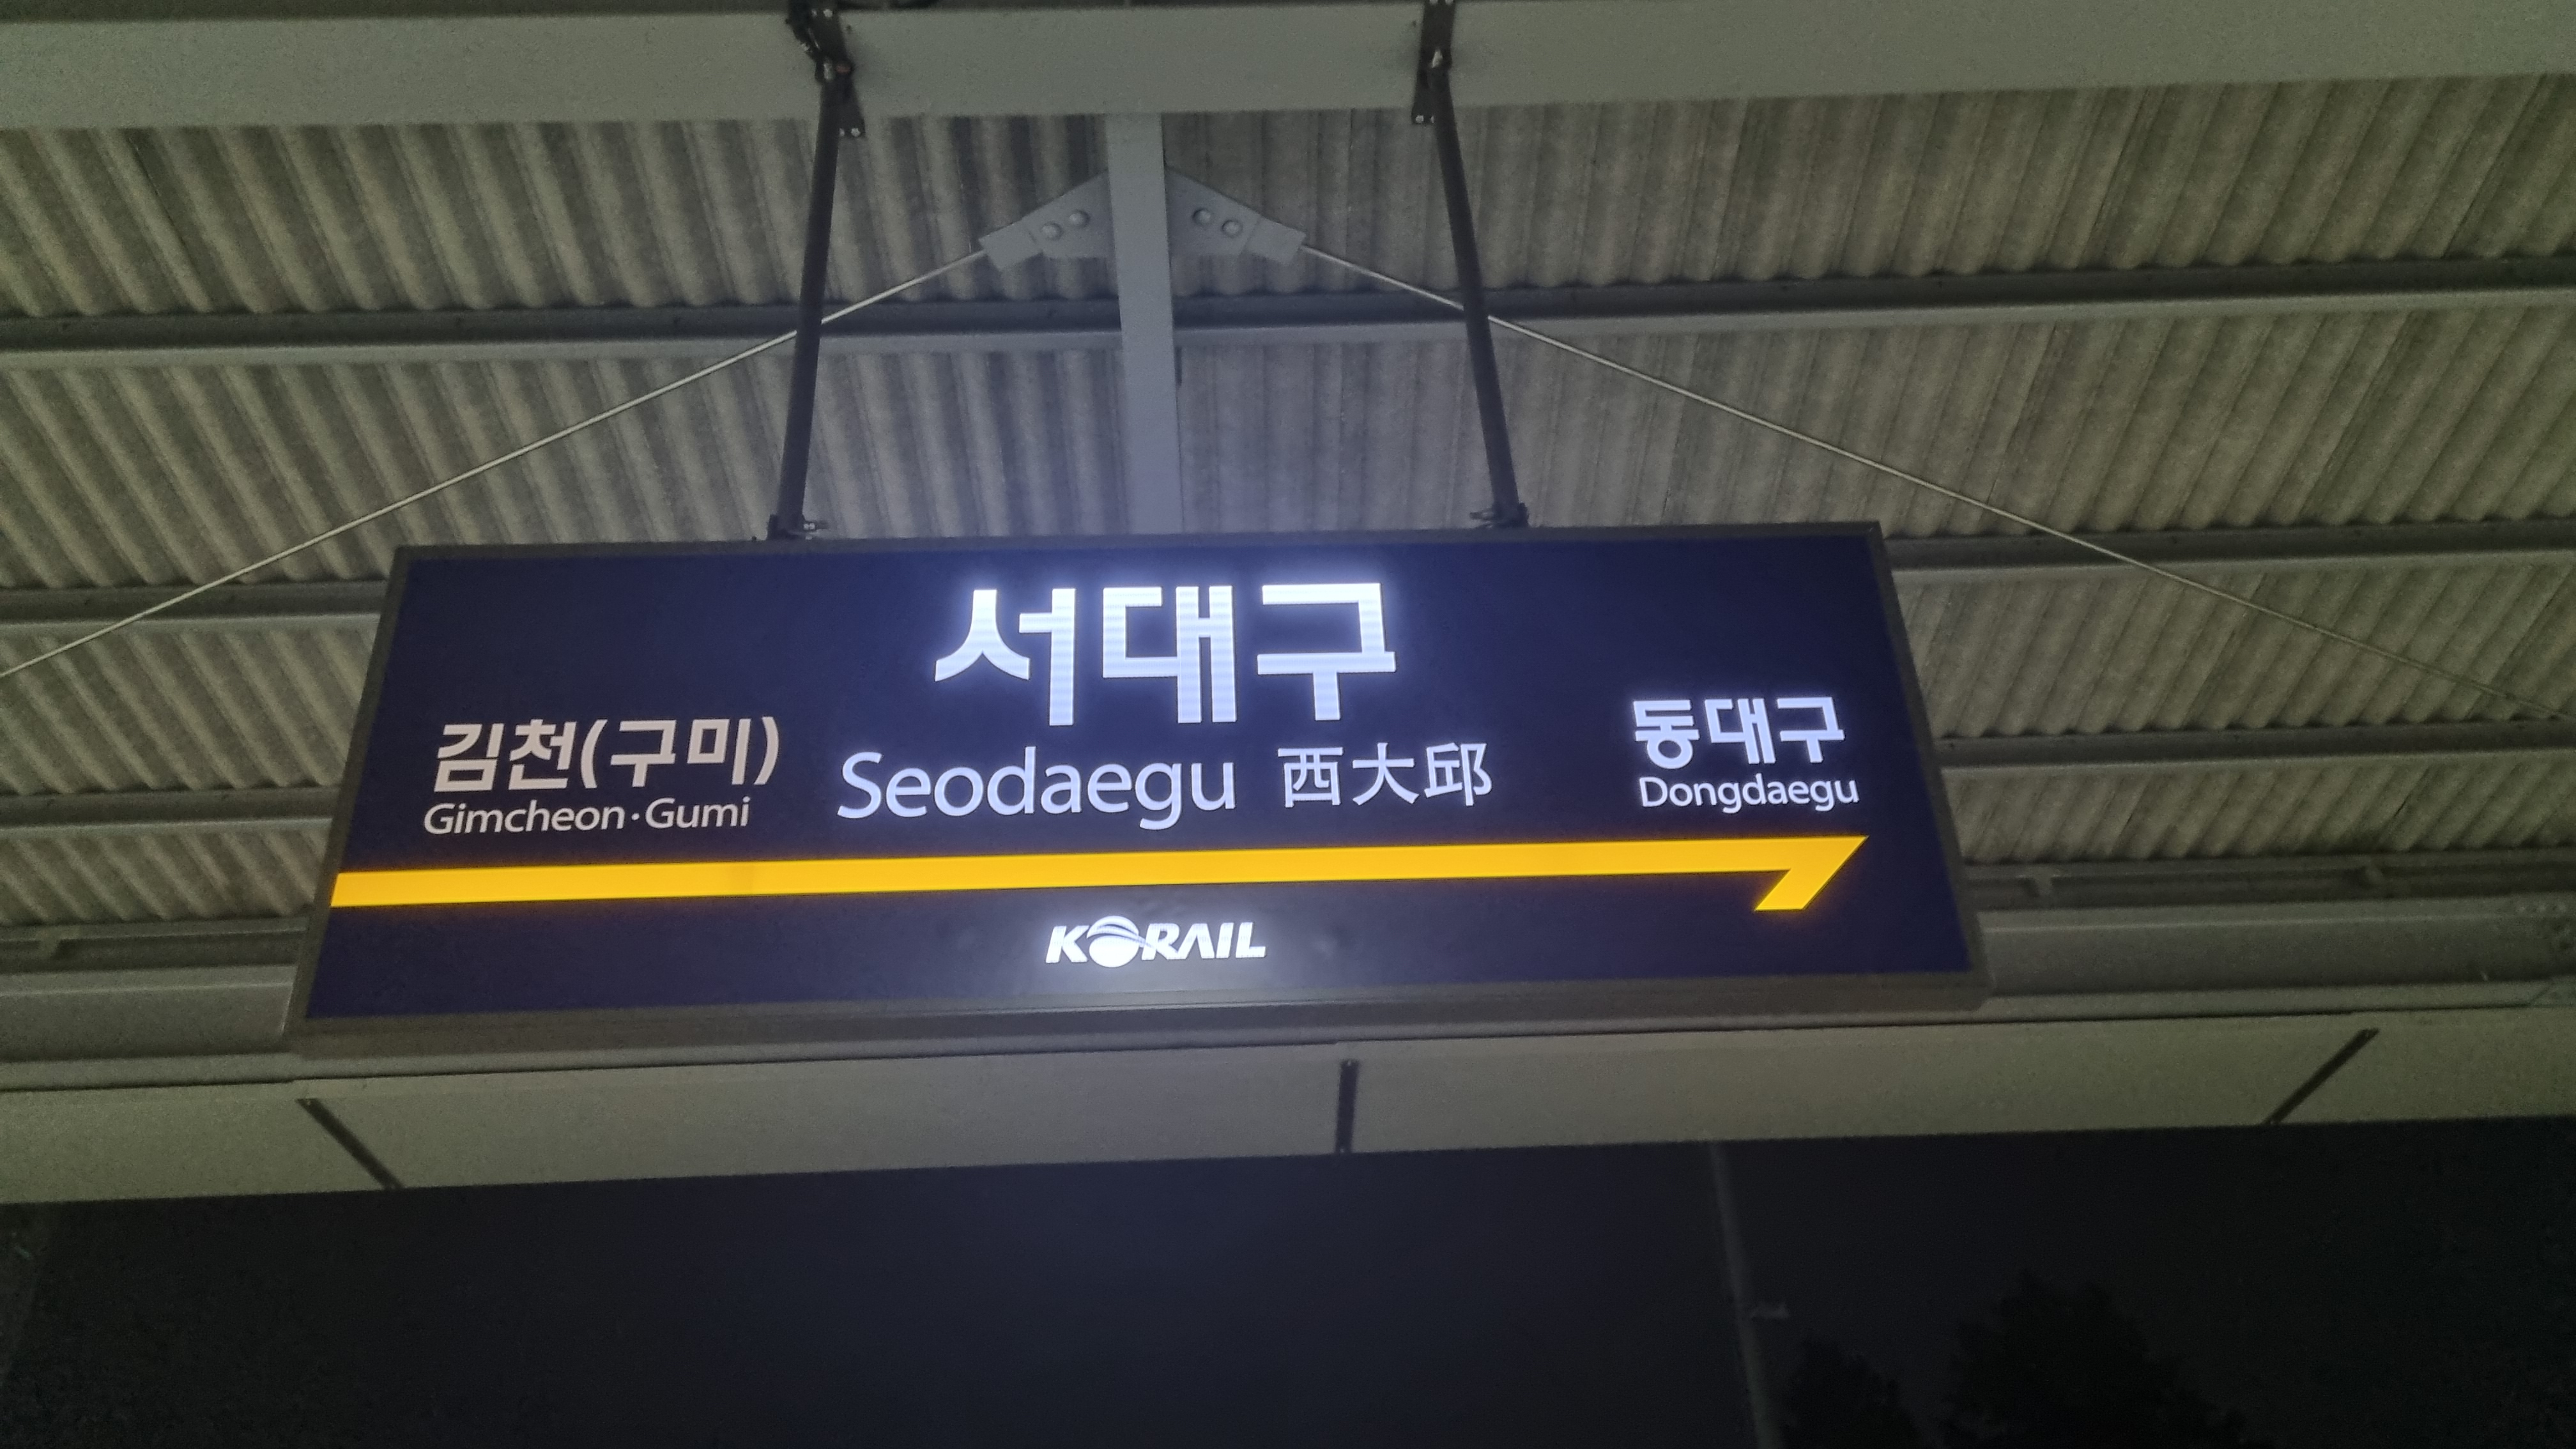 서대구
김천(구미)
Gimcheon·Gumi
Seodaegu 西大邱
동대구
Dongdaegu
KORAIL